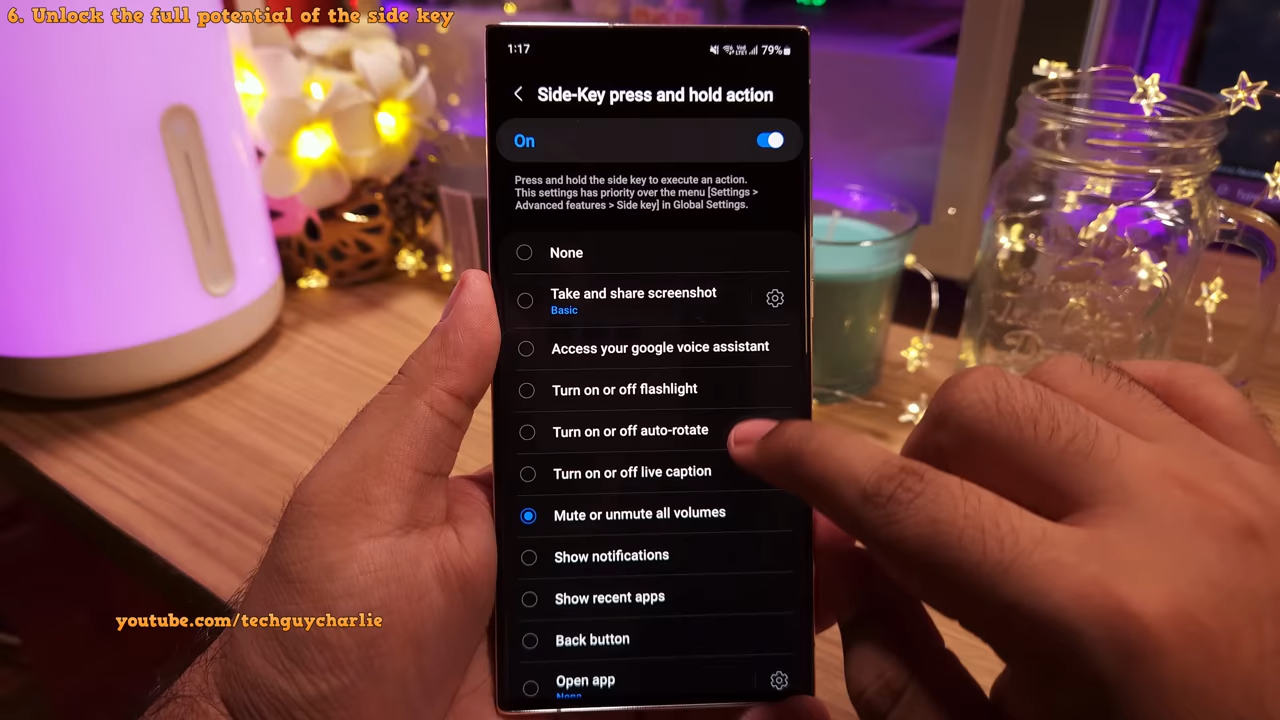 6. Unlock the full potential of the side key
1:17
79%
Side-Key press and hold action
On
Press and hold the side key to execute an action.
This settings has priority over the menu [Settings >
Advanced features > Side key] in Global Settings.
None
Take and share screenshot
Basic
Access your google voice assistant
Turn on or off flashlight
Turn on or off auto-rotate
Turn on or off live caption
Mute or unmute all volumes
Show notifications
Show recent apps
Back button
Open app
None
youtube.com/techguycharlie